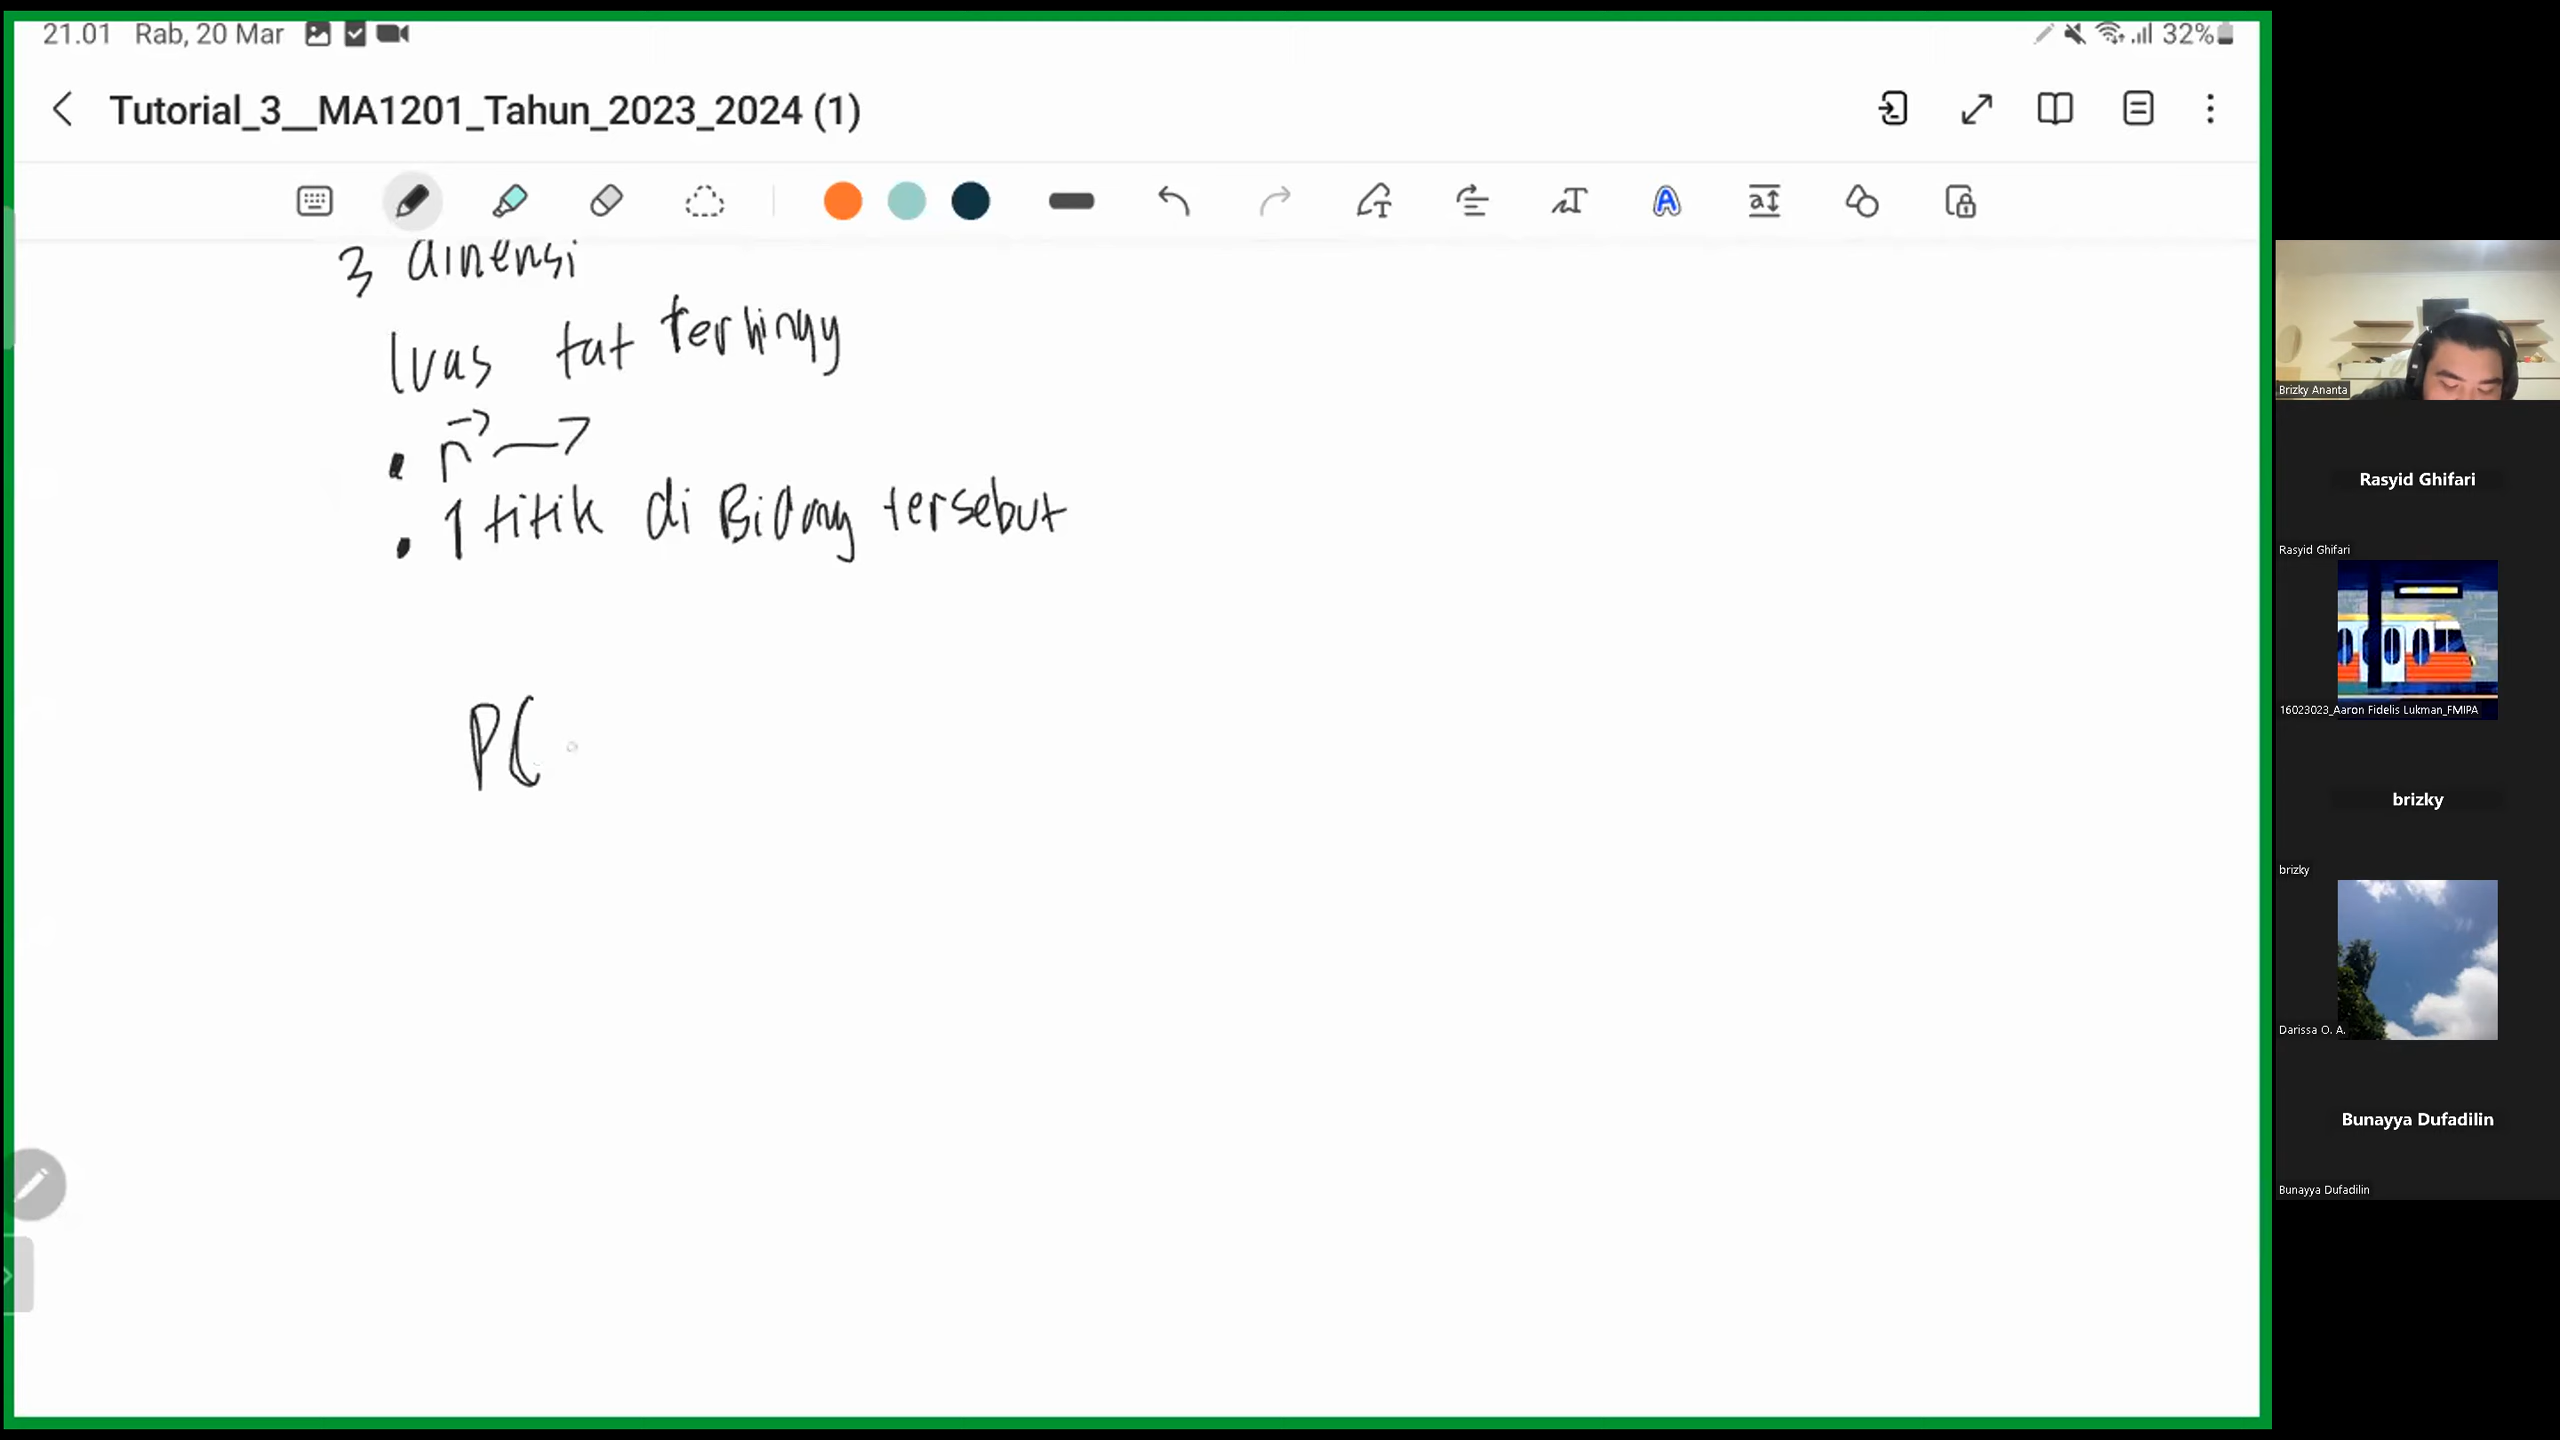 21.01 Rab, 20 Mar
32%
Tutorial_3__MA1201_Tahun_2023_2024 (1)
3 dimensi
luas tat terhingg
n
1 titik di Bidang tersebut
P(
Brizky Ananta
Rasyid Ghifari
Rasyid Ghifari
16023023_Aaron Fidelis Lukman_FMIPA
brizky
brizky
Darissa O. A.
Bunayya Dufadilin
Bunayya Dufadilin